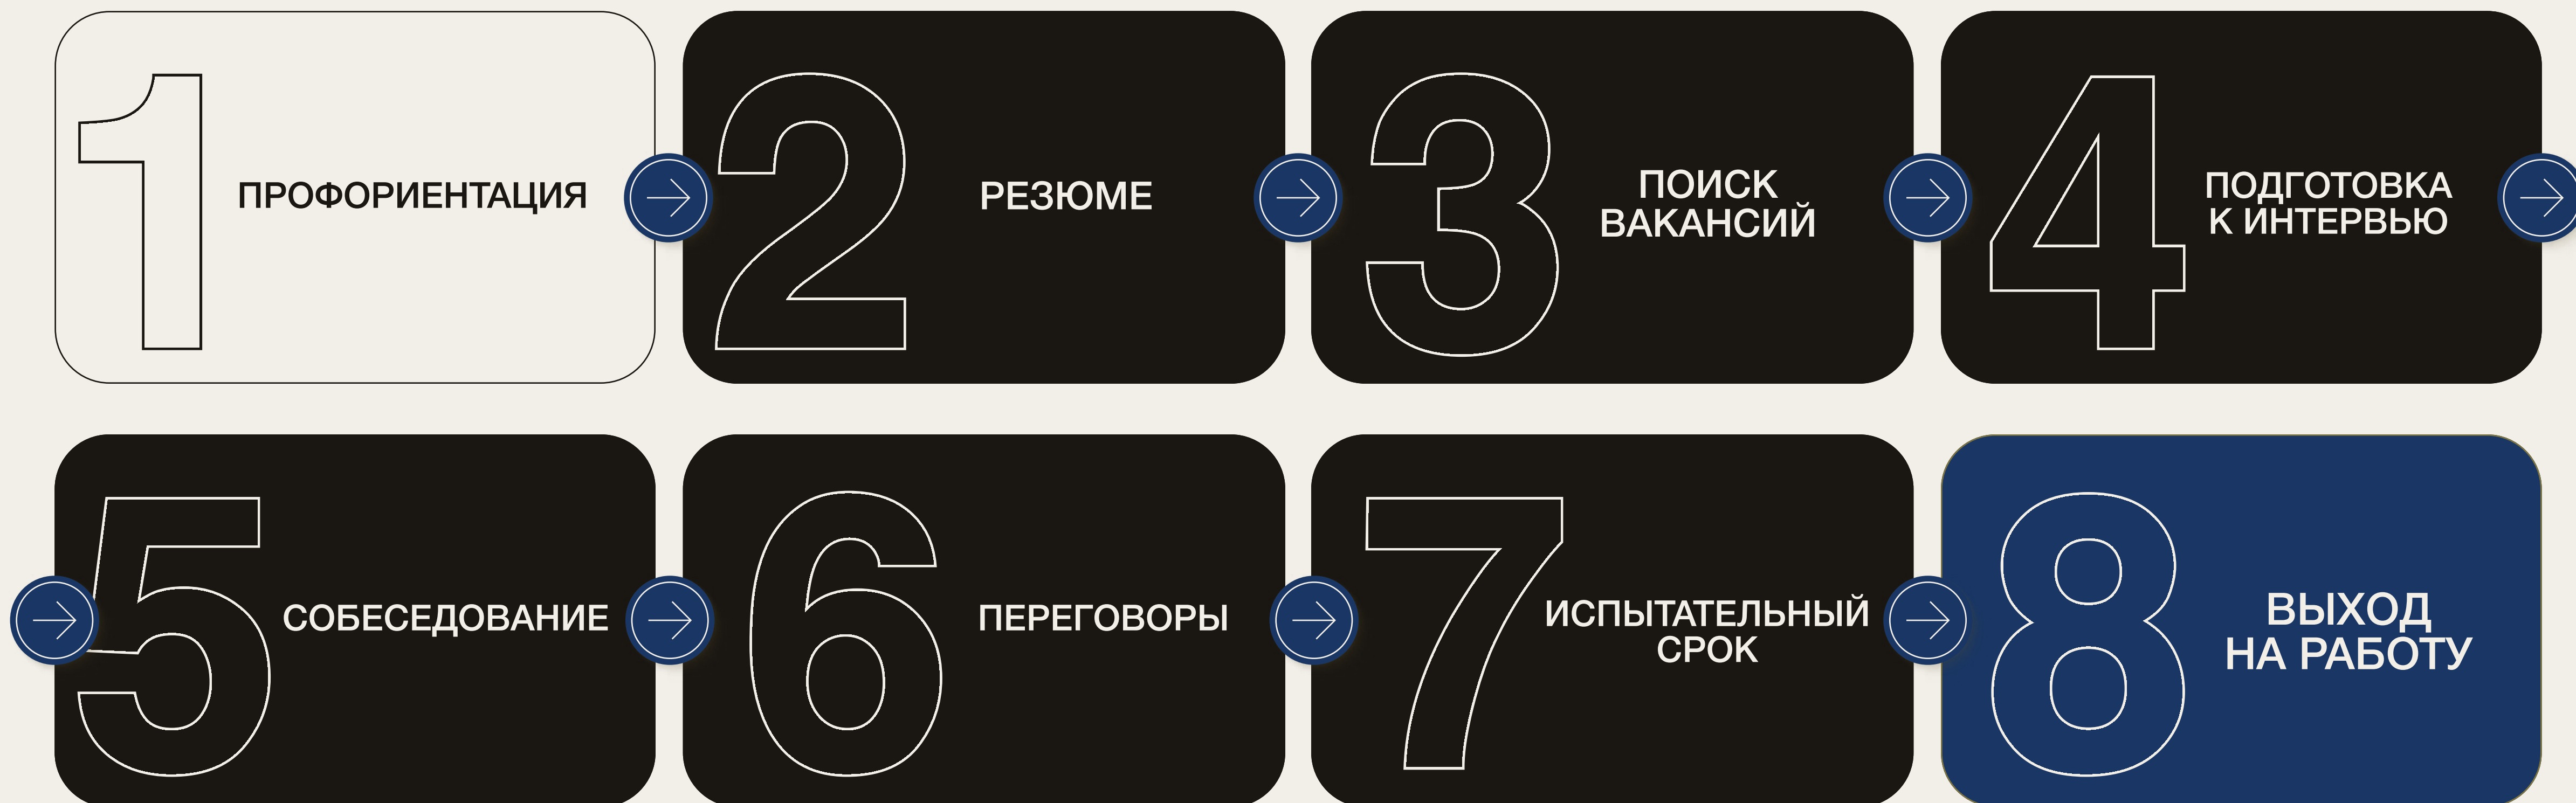 1
ПРОФОРИЕНТАЦИЯ
2
РЕЗЮМЕ
3
ПОИСК
ВАКАНСИЙ
4
ПОДГОТОВКА
К ИНТЕРВЬЮ
5
СОБЕСЕДОВАНИЕ
6
ПЕРЕГОВОРЫ
7
ИСПЫТАТЕЛЬНЫЙ
СРОК
8
ВЫХОД
НА РАБОТУ